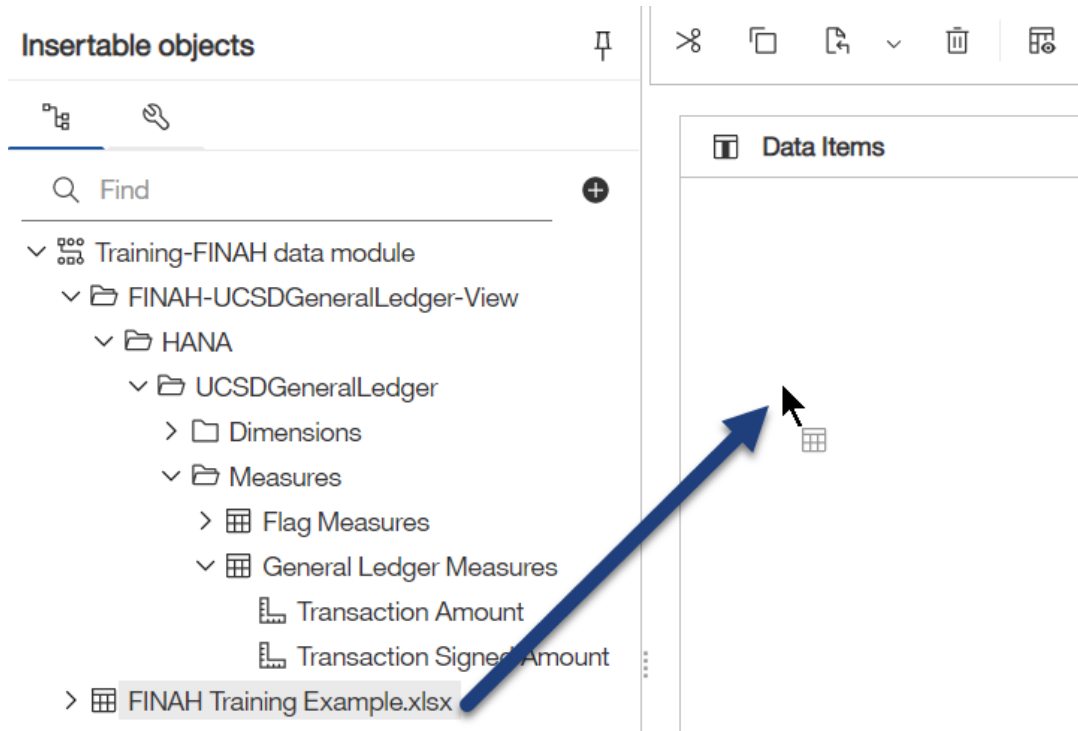 Insertable objects
Find
Training-FINAH data module
FINAH-UCSDGeneralLedger-View
HANA
UCSDGeneralLedger
Dimensions
Measures
Flag Measures
General Ledger Measures
Transaction Amount
Transaction Signed Amount
FINAH Training Example.xlsx
Data Items